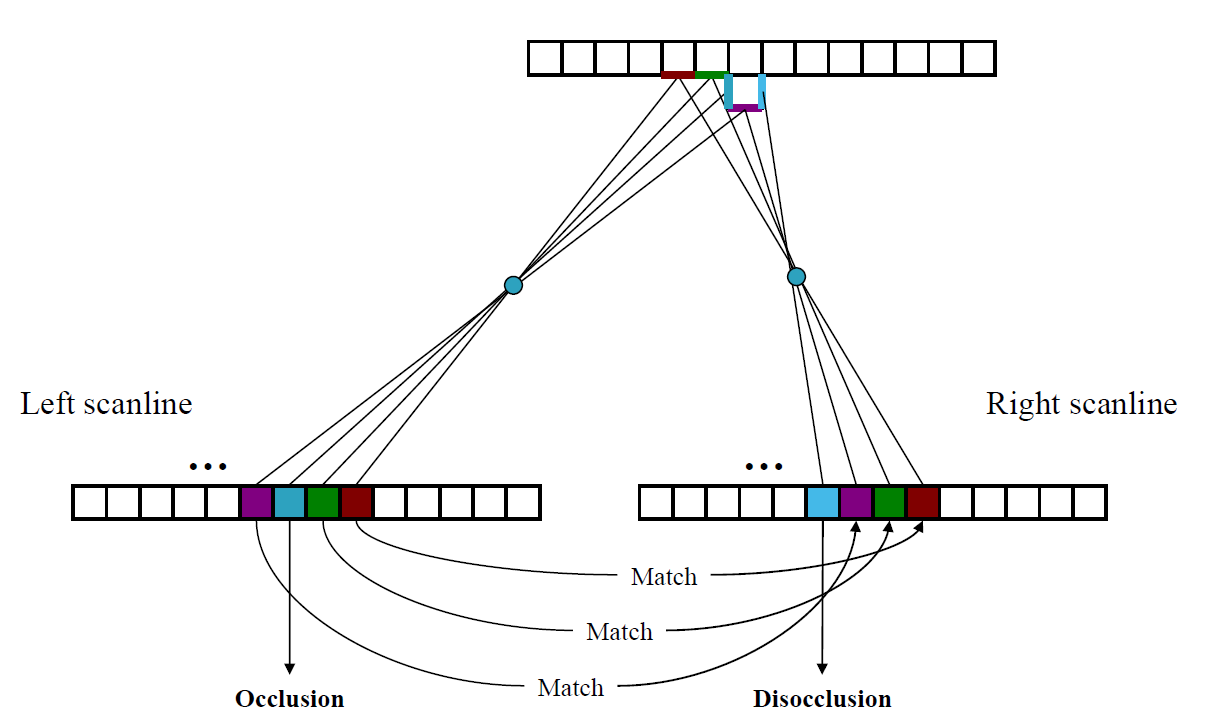 Left scanline
Right scanline
...
...
Match
Match
Match
Occlusion
Disocclusion